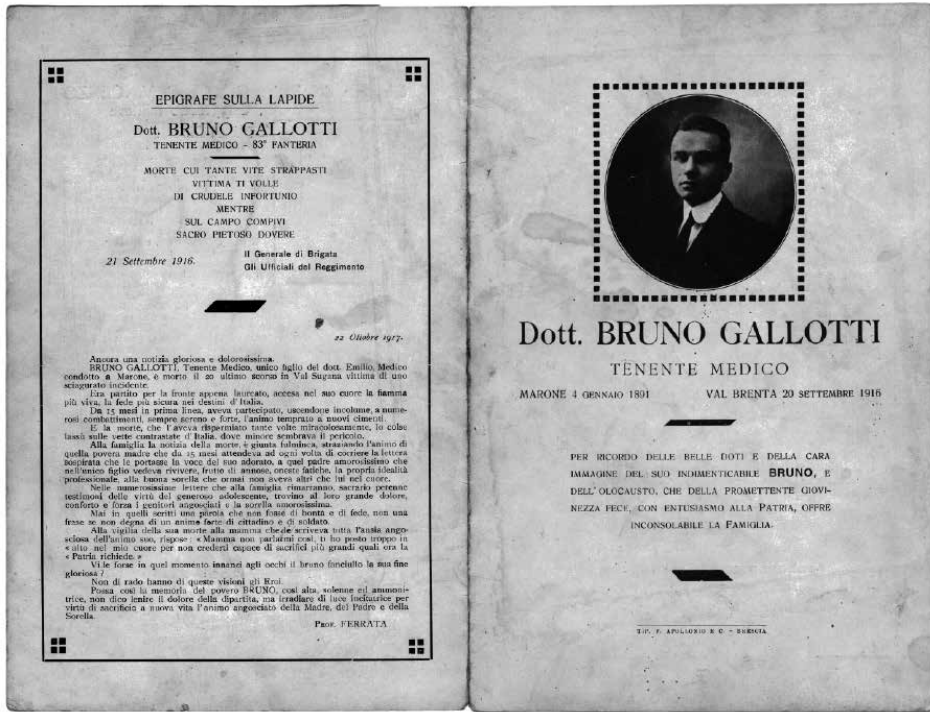 EPIGRAFE SULLA LAPIDE
Dott. BRUNO GALLOTTI
TENENTE MEDICO - 83° FANTERIA
MORTE CUI TANTE VITE STRAPPASTI
VITTIMA TI VOLLE
DI CRUDELE INFORTUNIO
MENTRE
SUL CAMPO COMPIVI
SACRO PIETOSO DOVERE
21 Settembre 1916.
Il Generale di Brigata
Gli Ufficiali del Reggimento
22 Ottobre 1917.
Ancora una notizia gloriosa e dolorosissima.
BRUNO GALLOTTI, Tenente Medico, unico figlio del dott. Emilio, Medico
condotto a Marone, è morto il 20 ultimo scorso in Val Sugana vittima di uno
sciagurato incidente.
Era partito per la fronte appena laureato, accesa nel suo cuore la fiamma
più viva, la fede più sicura nei destini d'Italia.
Da 15 mesi in prima linea, aveva partecipato, uscendone incolume, a nume-
rosi combattimenti, sempre sereno e forte, l'animo temprato a nuovi cimenti.
E la morte, che l'aveva risparmiato tante volte miracolosamente, lo colse
lassù sulle vette contrastate d'Italia, dove minore sembrava il pericolo.
Alla famiglia la notizia della morte, è giunta fulminea, straziando l'animo di
quella povera madre che da 15 mesi attendeva ad ogni volta di corriere la lettera
sospirata che le portasse la voce del suo adorato, a quel padre amorosissimo che
nell'unico figlio vedeva rivivere, frutto di annose, oneste fatiche, la propria idealità
professionale, alla buona sorella che ormai non aveva altri che lui nel cuore.
Nelle numerosissime lettere che alla famiglia rimarranno, sacrario perenne
testimoni delle virtù del generoso adolescente, trovino al loro grande dolore,
conforto e forza i genitori angosciati e la sorella amorosissima.
Mai in quelli scritti una parola che non fosse di bontà e di fede, non una
frase se non degna di un animo forte di cittadino e di soldato.
Alla vigilia della sua morte alla mamma che le scriveva tutta l'ansia ango-
sciosa dell'animo suo, rispose: «Mamma non parlarmi così, ti ho posto troppo in
«alto nel mio cuore per non crederti capace di sacrifici più grandi quali ora la
«Patria richiede.»
Vide forse in quel momento innanzi agli occhi il bruno fanciullo la sua fine
gloriosa?
Non di rado hanno di queste visioni gli Eroi.
Possa così la memoria del povero BRUNO, così alta, solenne ed ammoni-
trice, non dico lenire il dolore della dipartita, ma irradiare di luce incitatrice per
virtù di sacrificio a nuova vita l'animo angosciato della Madre, del Padre e della
Sorella.
PROF. FERRATA
Dott. BRUNO GALLOTTI
TENENTE MEDICO
MARONE 4 GENNAIO 1891 VAL BRENTA 20 SETTEMBRE 1916
PER RICORDO DELLE BELLE DOTI E DELLA CARA
IMMAGINE DEL SUO INDIMENTICABILE BRUNO, E
DELL'OLOCAUSTO, CHE DELLA PROMETTENTE GIOVI-
NEZZA FECE, CON ENTUSIASMO ALLA PATRIA, OFFRE
INCONSOLABILE LA FAMIGLIA.
TIP. F. APOLLONIO E C. - BRESCIA